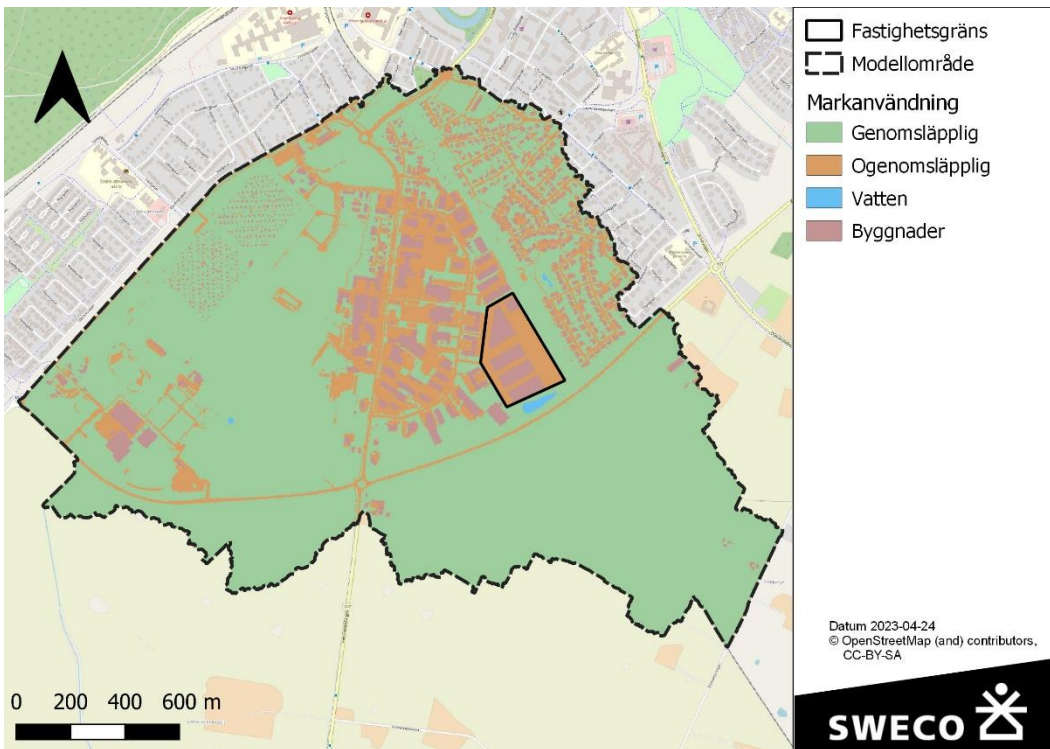 Fastighetsgräns
Modellområde
Markanvändning
Genomsläpplig
Ogenomsläpplig
Vatten
Byggnader
0 200 400 600 m
Datum 2023-04-24
© OpenStreetMap (and) contributors,
CC-BY-SA
SWECO